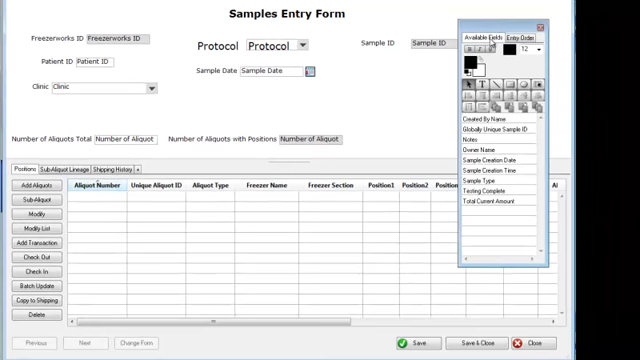 Samples Entry Form
Freezerworks ID Freezerworks ID
Protocol Protocol
Sample ID Sample ID
Patient ID Patient ID
Sample Date Sample Date
Clinic Clinic
Number of Aliquots Total Number of Aliquot
Number of Aliquots with Positions Number of Aliquot
Available Fields Entry Order
B I
12
Created By Name
Globally Unique Sample ID
Notes
Owner Name
Sample Creation Date
Sample Creation Time
Sample Type
Testing Complete
Total Current Amount
Positions Sub-Aliquot Lineage Shipping History +
Aliquot Number Unique Aliquot ID Aliquot Type Freezer Name Freezer Section Position1 Position2
Add Aliquots
Sub-Aliquot
Modify
Modify List
Add Transaction
Check Out
Check In
Batch Update
Copy to Shipping
Delete
Previous Next Change Form Save Save & Close Close